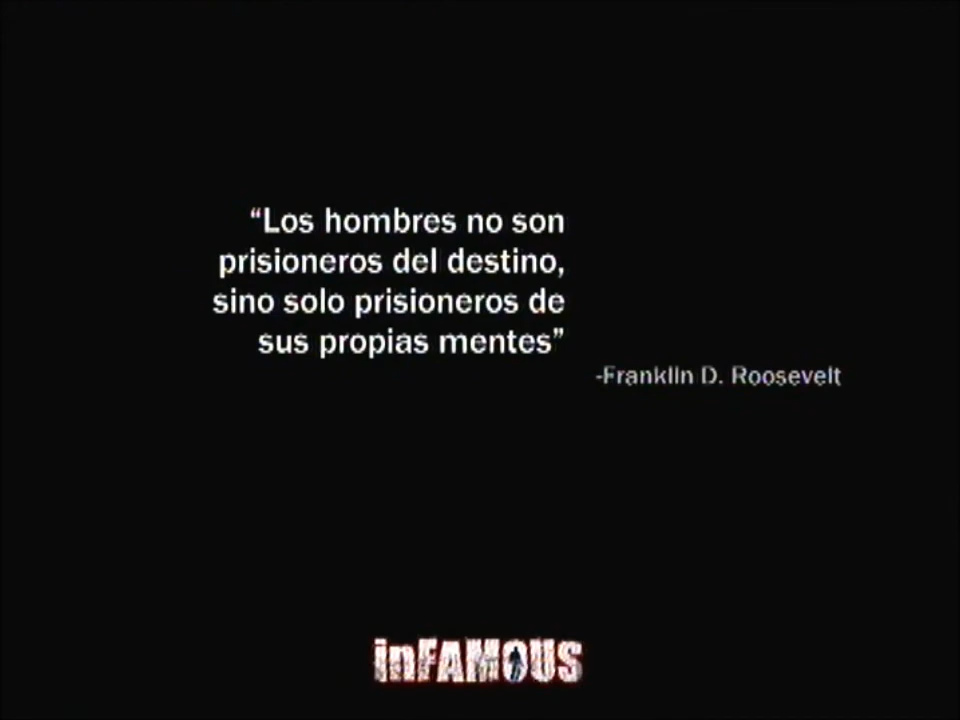 “Los hombres no son
prisioneros del destino,
sino solo prisioneros de
sus propias mentes”
-Franklin D. Roosevelt
inFAMOUS